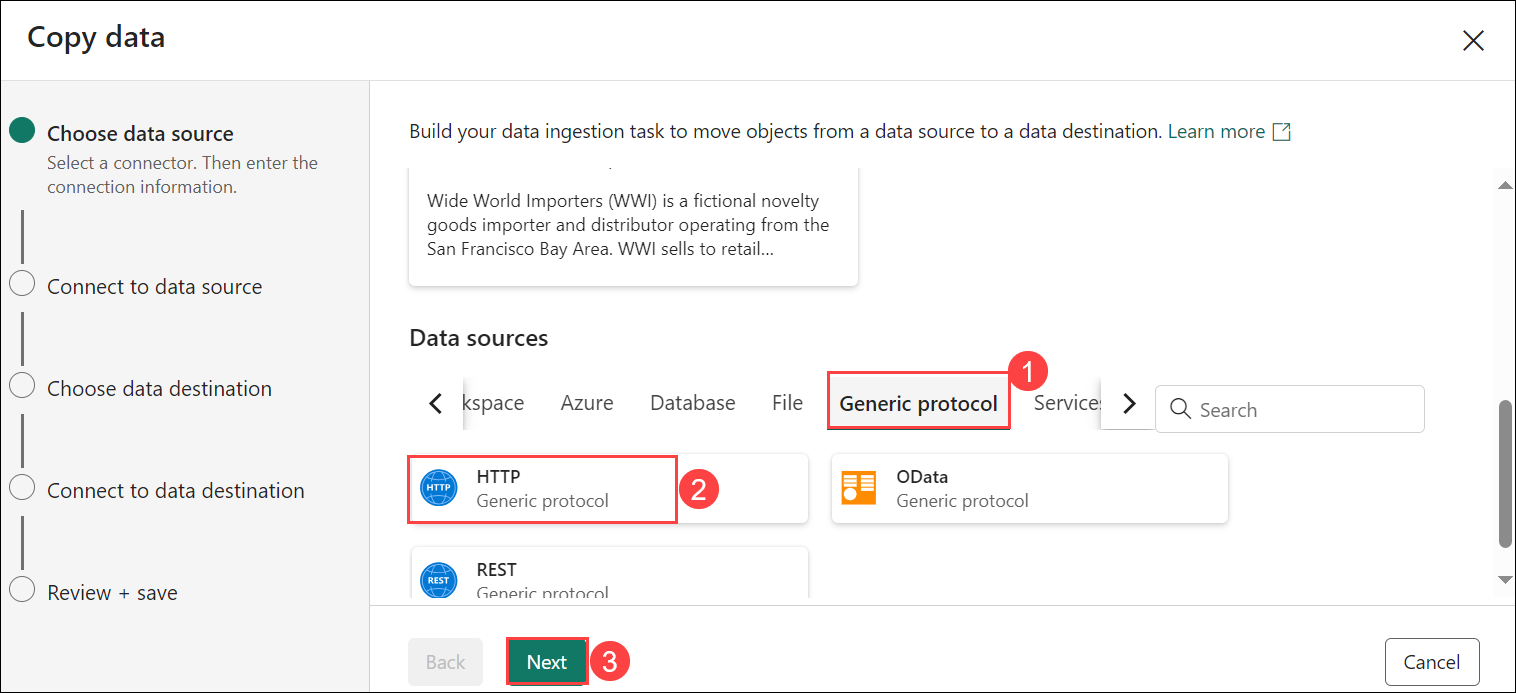 Copy data
Choose data source
Select a connector. Then enter the
connection information.
Connect to data source
Choose data destination
Connect to data destination
Review + save
Build your data ingestion task to move objects from a data source to a data destination. Learn more
Wide World Importers (WWI) is a fictional novelty
goods importer and distributor operating from the
San Francisco Bay Area. WWI sells to retail...
Data sources
kspace Azure Database File Generic protocol Services Search
1
HTTP
HTTP
Generic protocol
2
OData
Generic protocol
REST
REST
Generic protocol
Back Next 3 Cancel